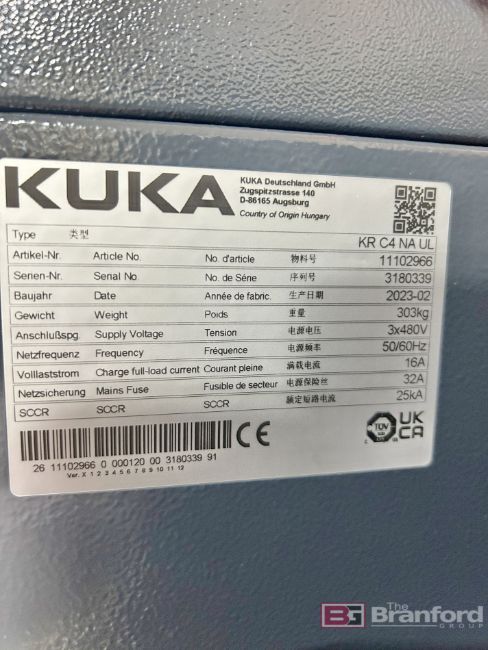 KUKA
KUKA Deutschland GmbH
Zugspitzstrasse 140
D-86165 Augsburg
Country of Origin Hungary
Type 类型 KR C4 NA UL
Artikel-Nr. Article No. No. d'article 物料号 11102966
Serien-Nr. Serial No. No. de Série 序列号 3180339
Baujahr Date Année de fabric. 生产日期 2023-02
Gewicht Weight Poids 重量 303kg
Anschlußspg. Supply Voltage Tension 电源电压 3x480V
Netzfrequenz Frequency Fréquence 电源频率 50/60Hz
Volllaststrom Charge full-load current Courant pleine 满载电流 16A
Netzsicherung Mains Fuse Fusible de secteur 电源保险丝 32A
SCCR SCCR SCCR 额定短路电流 25kA
CE
TÜV
UK
CA
26 11102966 0 000120 00 3180339 91
Ver. X 1 2 3 4 5 6 7 8 9 10 11 12
BG The
Branford
GROUP